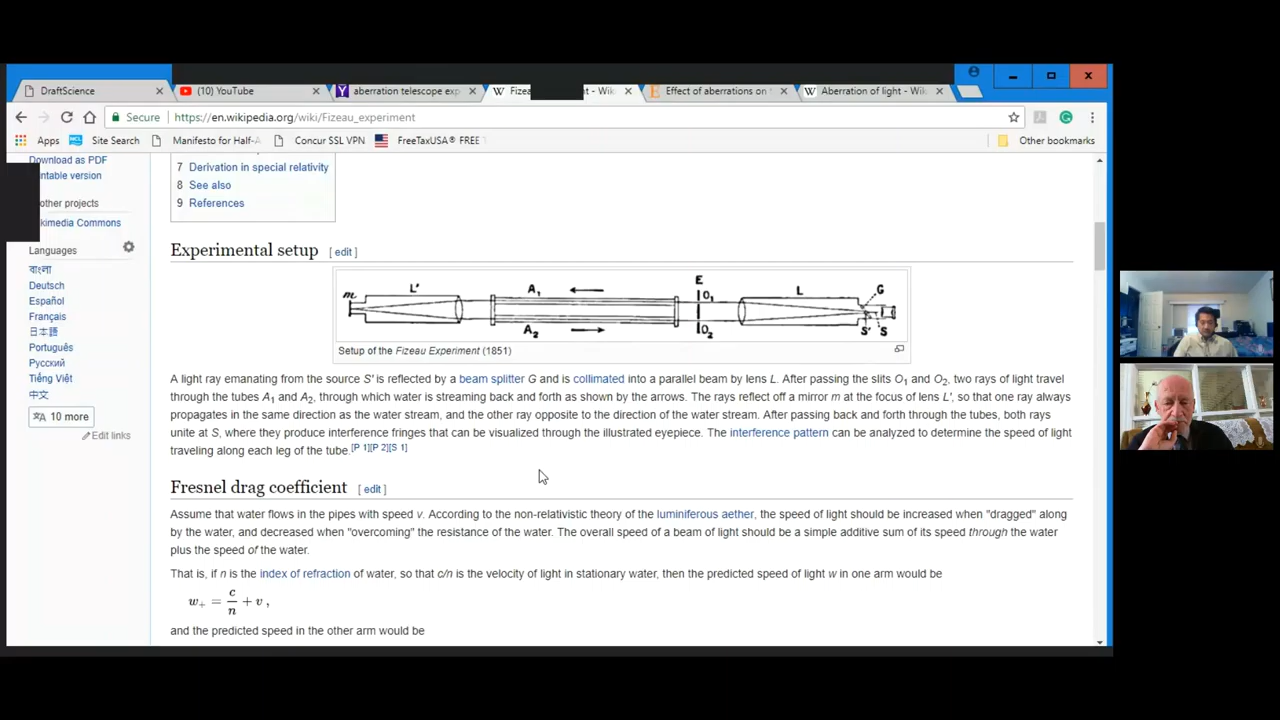 DraftScience
(10) YouTube
aberration telescope exp
Fizea
t - Wiki
Effect of aberrations on
Aberration of light - Wiki
Secure
https://en.wikipedia.org/wiki/Fizeau_experiment
Apps
MCL
Site Search
Manifesto for Half-A
Concur SSL VPN
FreeTaxUSA® FREE T
Other bookmarks
Download as PDF
ntable version
other projects
kimedia Commons
Languages
বাংলা
Deutsch
Español
Français
日本語
Português
Русский
Tiếng Việt
中文
10 more
Edit links
7 Derivation in special relativity
8 See also
9 References
Experimental setup [ edit ]
m L' A₁ E O₁ L G
A₂ O₂ S' S
Setup of the Fizeau Experiment (1851)
A light ray emanating from the source S' is reflected by a beam splitter G and is collimated into a parallel beam by lens L. After passing the slits O₁ and O₂, two rays of light travel
through the tubes A₁ and A₂, through which water is streaming back and forth as shown by the arrows. The rays reflect off a mirror m at the focus of lens L', so that one ray always
propagates in the same direction as the water stream, and the other ray opposite to the direction of the water stream. After passing back and forth through the tubes, both rays
unite at S, where they produce interference fringes that can be visualized through the illustrated eyepiece. The interference pattern can be analyzed to determine the speed of light
traveling along each leg of the tube.[P 1][P 2][S 1]
Fresnel drag coefficient [ edit ]
Assume that water flows in the pipes with speed v. According to the non-relativistic theory of the luminiferous aether, the speed of light should be increased when "dragged" along
by the water, and decreased when "overcoming" the resistance of the water. The overall speed of a beam of light should be a simple additive sum of its speed through the water
plus the speed of the water.
That is, if n is the index of refraction of water, so that c/n is the velocity of light in stationary water, then the predicted speed of light w in one arm would be
w₊ = c/n + v ,
and the predicted speed in the other arm would be